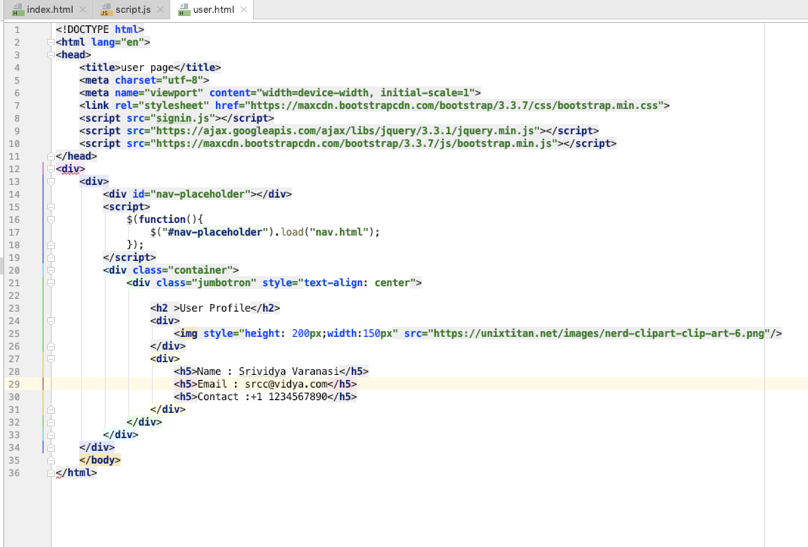 index.html script.js user.html
1 <!DOCTYPE html>
2 <html lang="en">
3 <head>
4 <title>user page</title>
5 <meta charset="utf-8">
6 <meta name="viewport" content="width=device-width, initial-scale=1">
7 <link rel="stylesheet" href="https://maxcdn.bootstrapcdn.com/bootstrap/3.3.7/css/bootstrap.min.css">
8 <script src="signin.js"></script>
9 <script src="https://ajax.googleapis.com/ajax/libs/jquery/3.3.1/jquery.min.js"></script>
10 <script src="https://maxcdn.bootstrapcdn.com/bootstrap/3.3.7/js/bootstrap.min.js"></script>
11 </head>
12 <div>
13 <div>
14 <div id="nav-placeholder"></div>
15 <script>
16 $(function(){
17 $("#nav-placeholder").load("nav.html");
18 });
19 </script>
20 <div class="container">
21 <div class="jumbotron" style="text-align: center">
22
23 <h2 >User Profile</h2>
24 <div>
25 <img style="height: 200px;width:150px" src="https://unixtitan.net/images/nerd-clipart-clip-art-6.png"/>
26 </div>
27 <div>
28 <h5>Name : Srividya Varanasi</h5>
29 <h5>Email : srcc@vidya.com</h5>
30 <h5>Contact :+1 1234567890</h5>
31 </div>
32 </div>
33 </div>
34 </div>
35 </body>
36 </html>